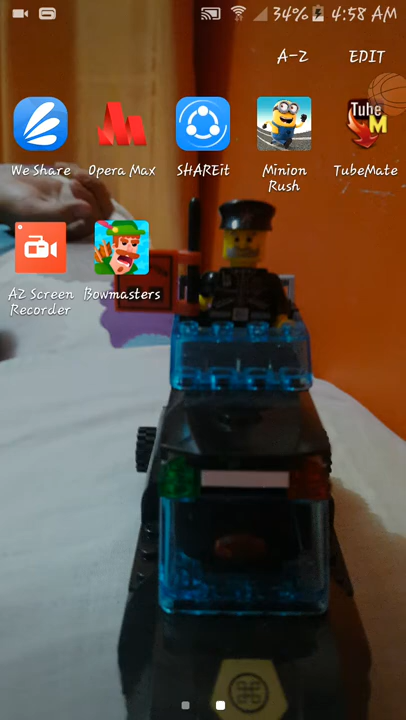 34% 4:58 AM
A-Z EDIT
We Share Opera Max SHAREit Minion Rush TubeMate
AZ Screen Recorder Bowmasters